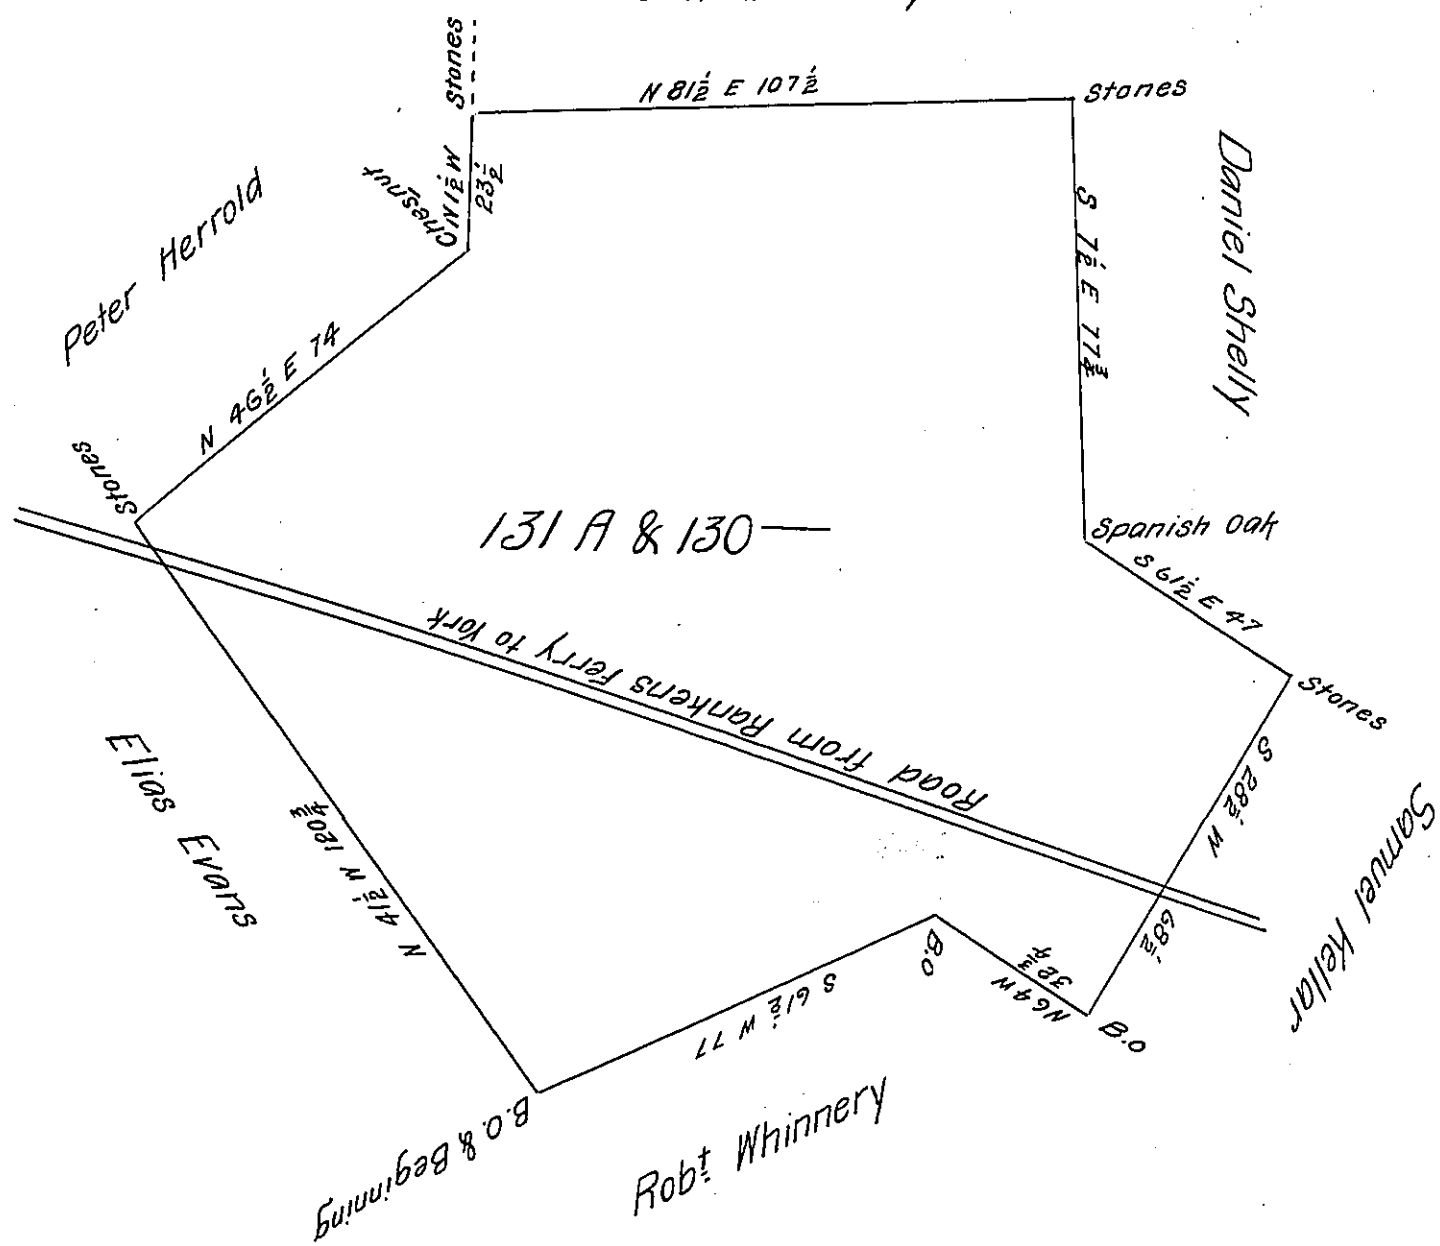 Stones
N 81½ E 107½
Stones
N 1½ W
23½
Chesnut
Peter Herrold
Daniel Shelly
S 7½ E 77¾
N 46½ E 74
Stones
131 A & 130 —
Spanish Oak
S 61½ E 47
Stones
Road from Rankens Ferry to York
S 28½ W
68½
Samuel Kellar
Elias Evans
N 41½ W 120¾
B.O
N 64 W
32¾
B.O
S 61½ W 77
B.O. & Beginning
Robt Whinnery